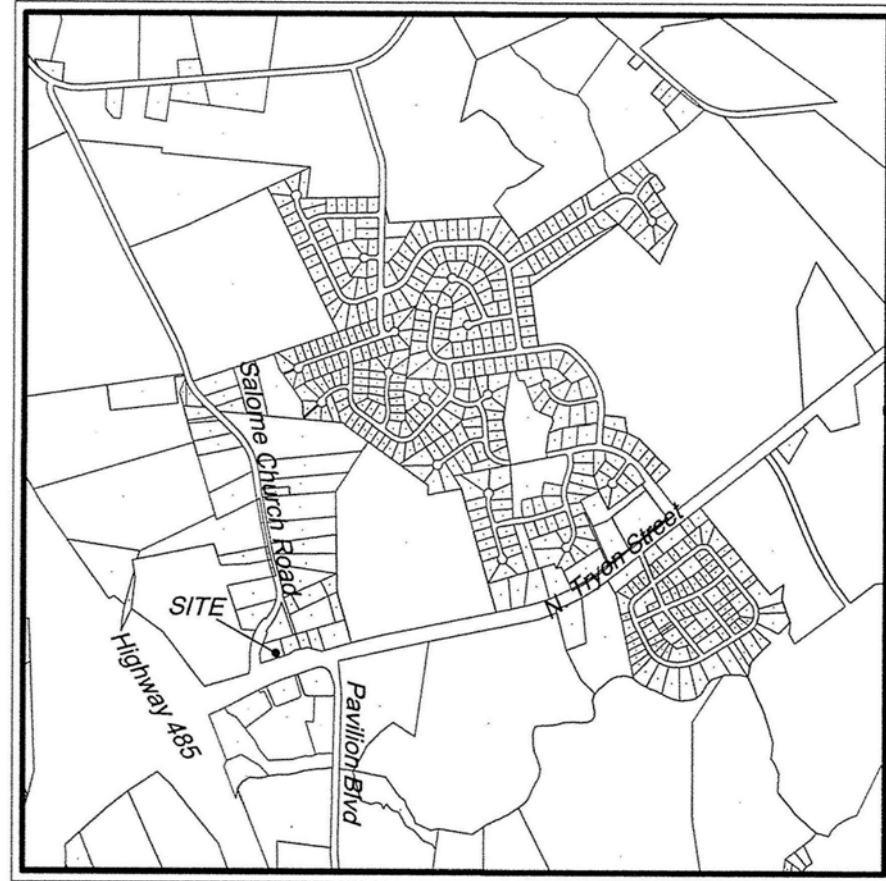 Salome Church Road
N. Tryon Street
SITE
Highway 485
Pavilion Blvd